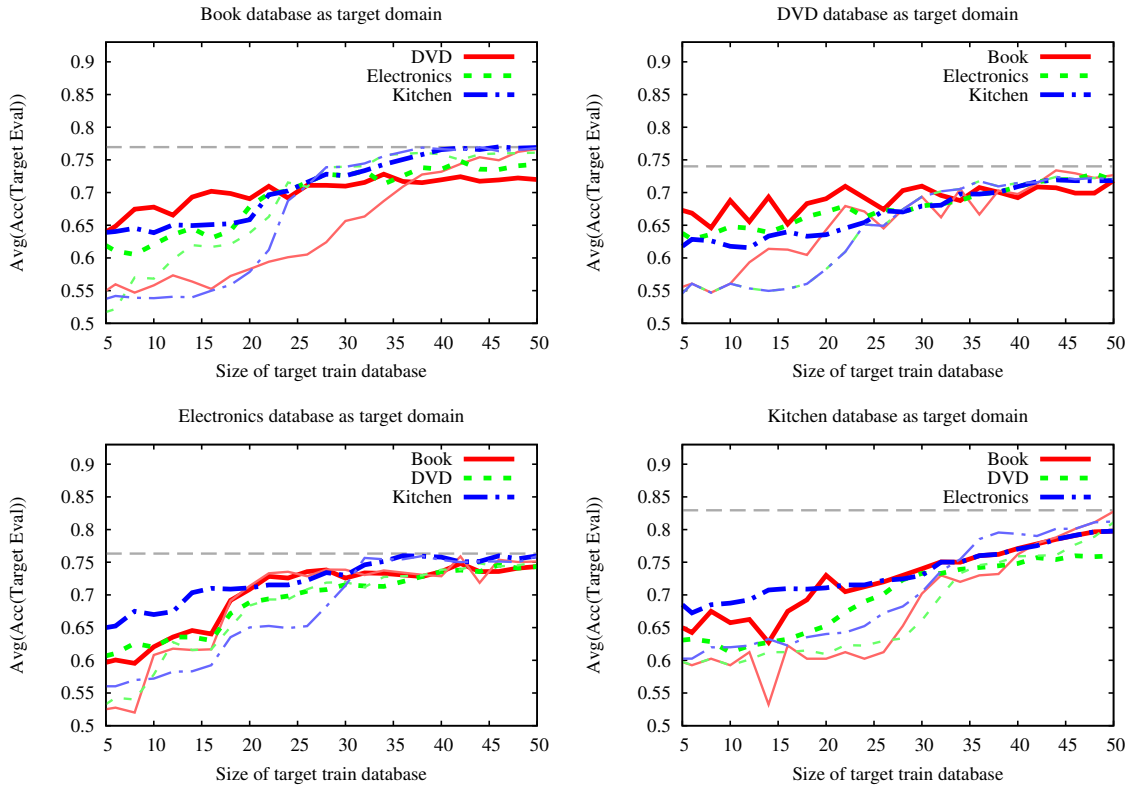 Book database as target domain
Avg(Acc(Target Eval))
0.9
0.85
0.8
0.75
0.7
0.65
0.6
0.55
0.5
DVD
Electronics
Kitchen
5 10 15 20 25 30 35 40 45 50
Size of target train database
DVD database as target domain
Avg(Acc(Target Eval))
0.9
0.85
0.8
0.75
0.7
0.65
0.6
0.55
0.5
Book
Electronics
Kitchen
5 10 15 20 25 30 35 40 45 50
Size of target train database
Electronics database as target domain
Avg(Acc(Target Eval))
0.9
0.85
0.8
0.75
0.7
0.65
0.6
0.55
0.5
Book
DVD
Kitchen
5 10 15 20 25 30 35 40 45 50
Size of target train database
Kitchen database as target domain
Avg(Acc(Target Eval))
0.9
0.85
0.8
0.75
0.7
0.65
0.6
0.55
0.5
Book
DVD
Electronics
5 10 15 20 25 30 35 40 45 50
Size of target train database